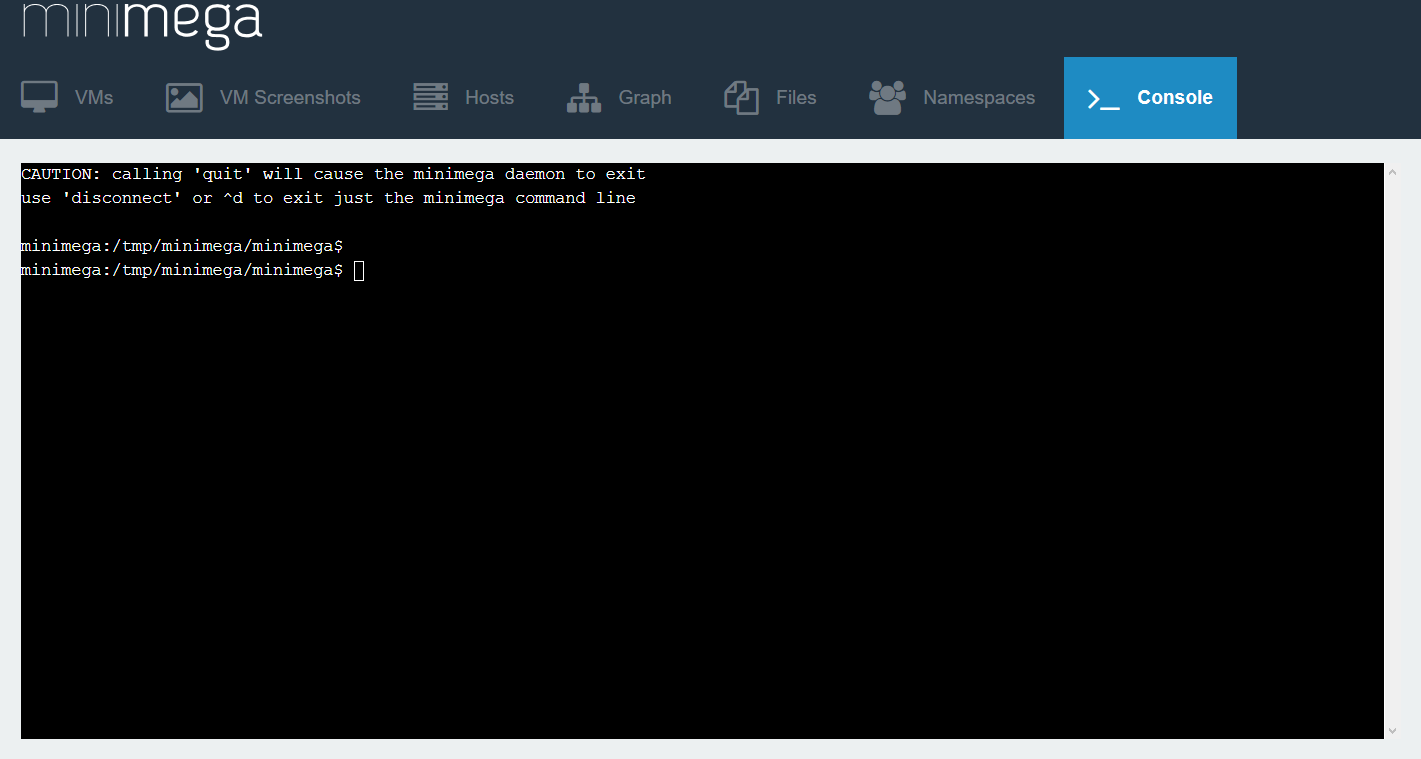 minimega
VMs VM Screenshots Hosts Graph Files Namespaces >_ Console
CAUTION: calling 'quit' will cause the minimega daemon to exit
use 'disconnect' or ^d to exit just the minimega command line
minimega:/tmp/minimega/minimega$
minimega:/tmp/minimega/minimega$